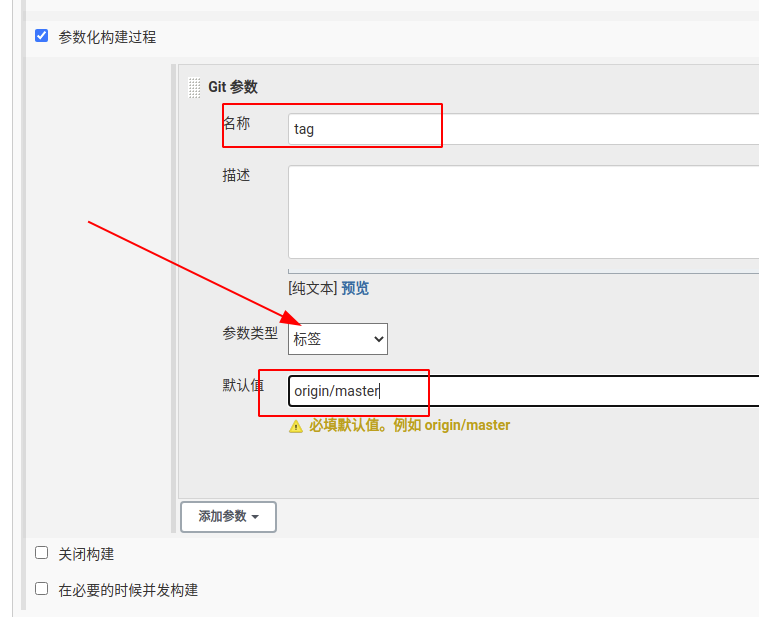 参数化构建过程
Git 参数
名称
tag
描述
[纯文本] 预览
参数类型
标签
默认值
origin/master
必填默认值。例如 origin/master
添加参数
关闭构建
在必要的时候并发构建